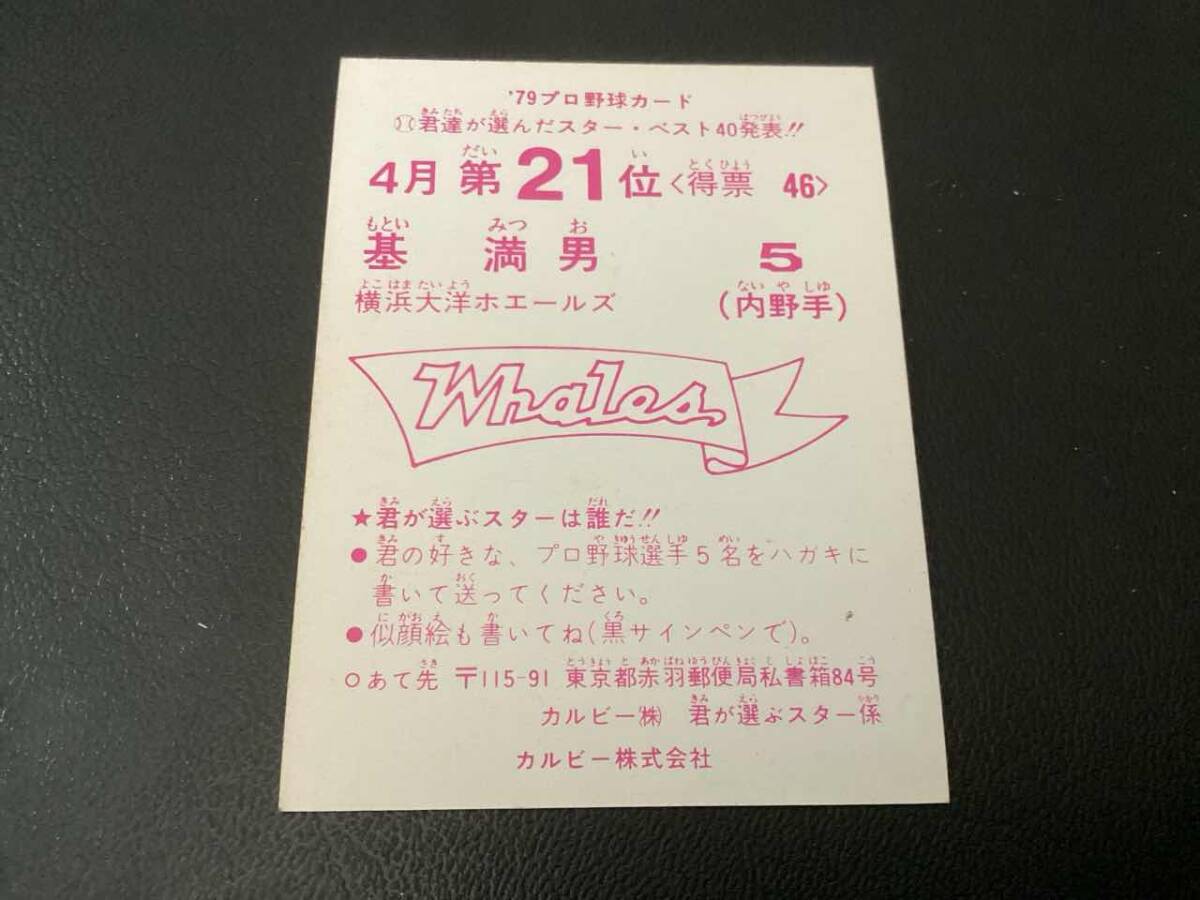 '79プロ野球カード
君達が選んだスター・ベスト40発表!!
4月 第21位〈得票 46〉
基 満男 5
横浜大洋ホエールズ (内野手)
Whales
★君が選ぶスターは誰だ!!
●君の好きな、プロ野球選手5名をハガキに
書いて送ってください。
●似顔絵も書いてね(黒サインペンで)。
○あて先 〒115-91 東京都赤羽郵便局私書箱84号
カルビー㈱ 君が選ぶスター係
カルビー株式会社